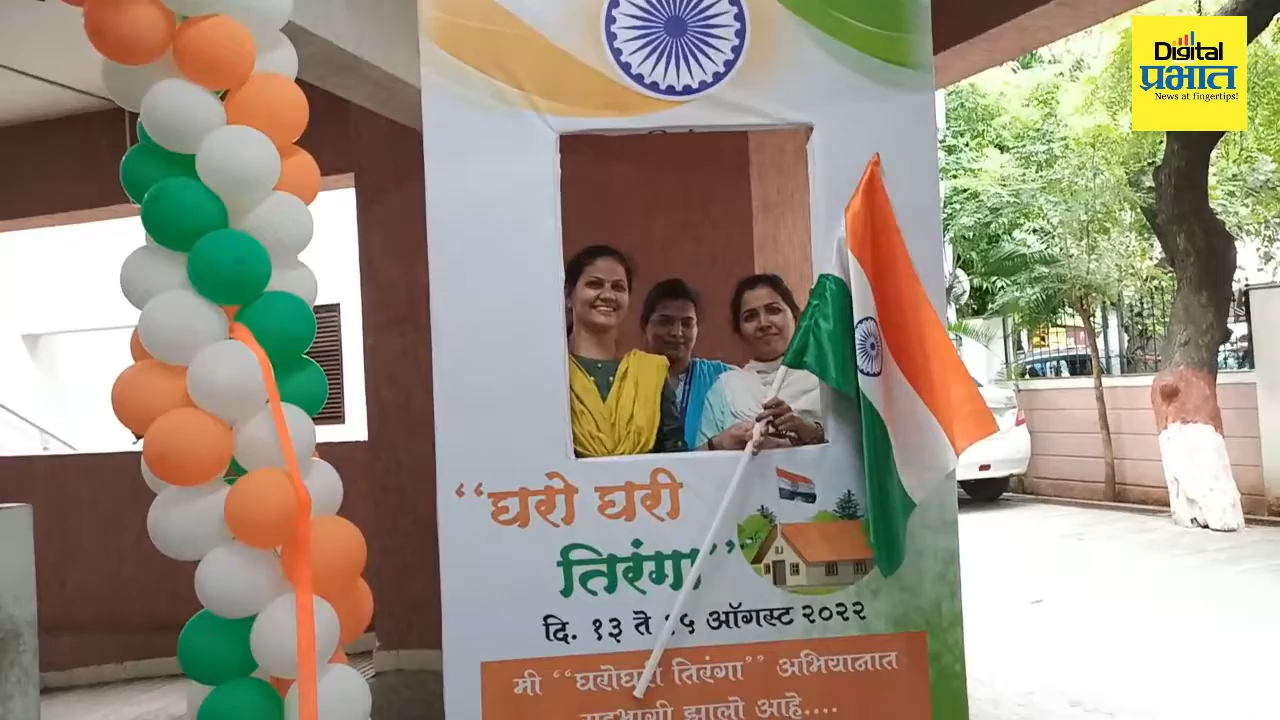 Digital
प्रभात
News at fingertips!
“घरो घरी
तिरंगा”
दि. १३ ते १५ ऑगस्ट २०२२
मी “घरोघरी तिरंगा” अभियानात
सहभागी झालो आहे....